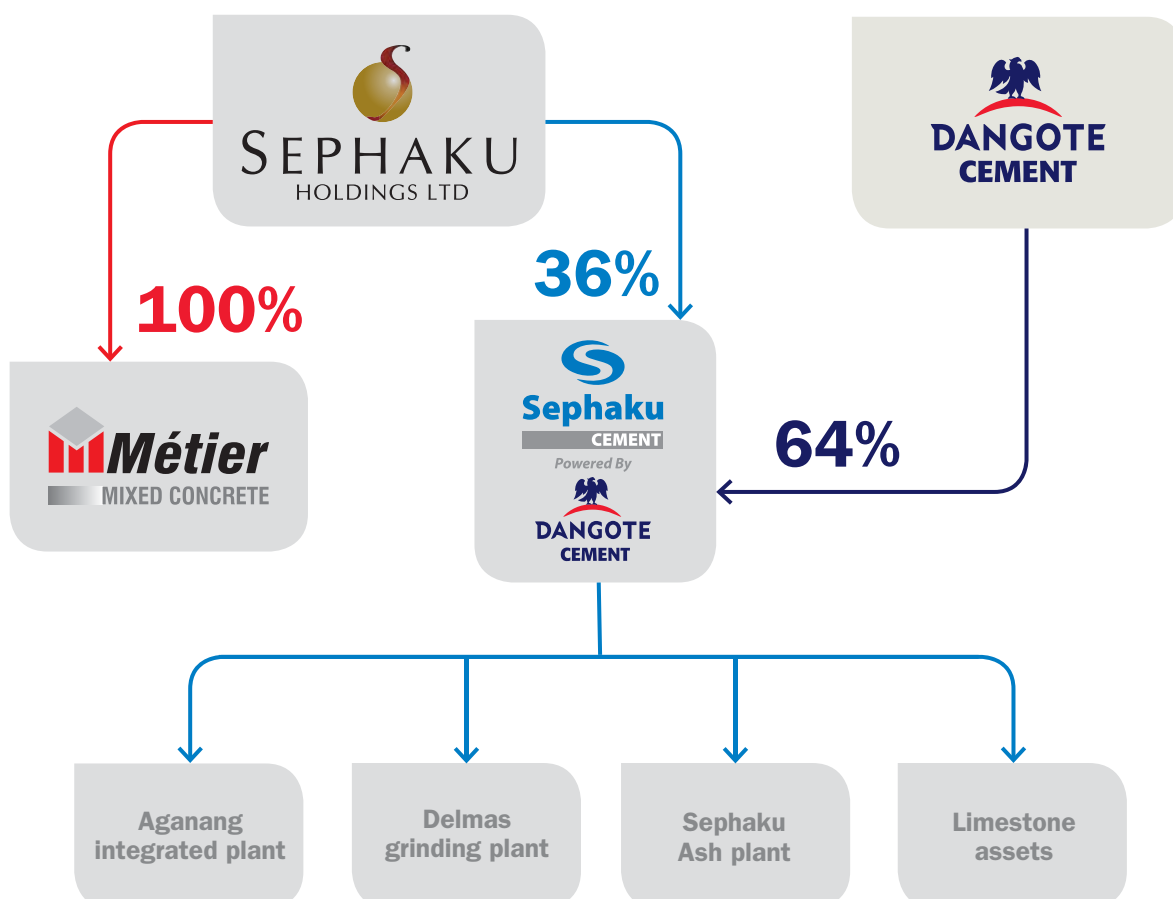 SEPHAKU
HOLDINGS LTD
DANGOTE
CEMENT
36%
100%
Sephaku
CEMENT
Powered By
DANGOTE
CEMENT
64%
Métier
MIXED CONCRETE
Aganang
integrated plant
Delmas
grinding plant
Sephaku
Ash plant
Limestone
assets